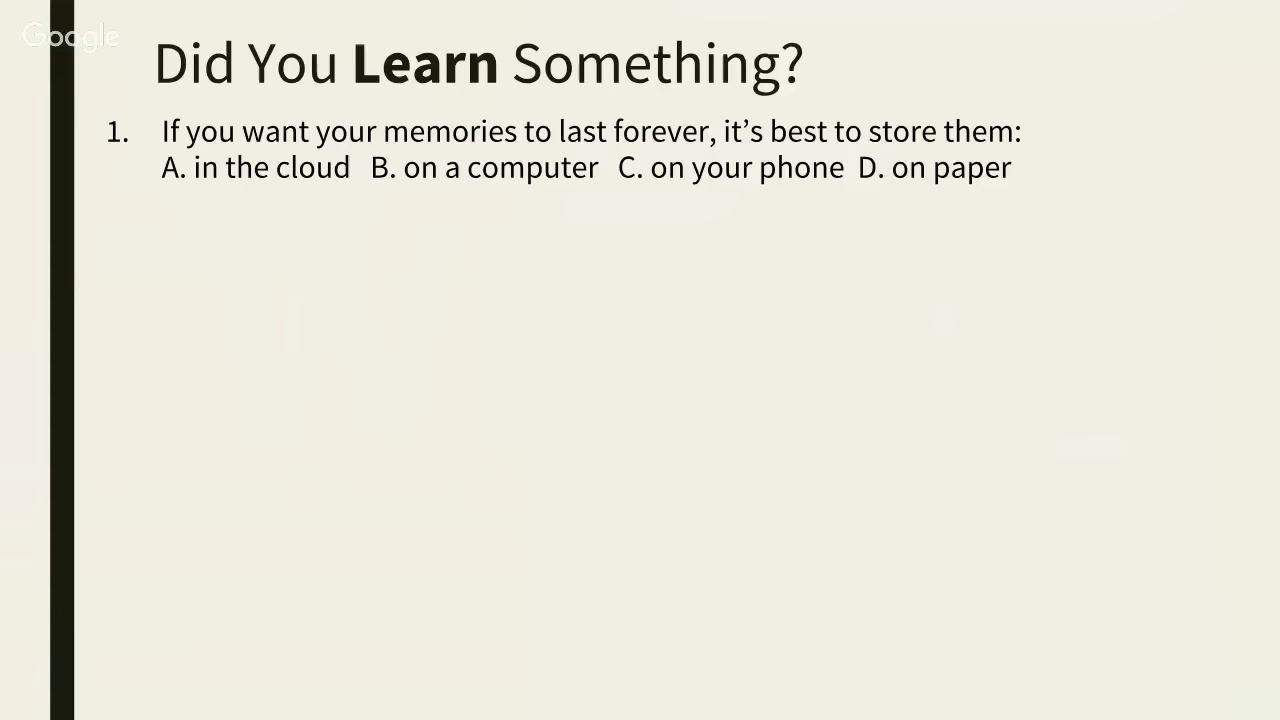 Google
Did You Learn Something?
1. If you want your memories to last forever, it’s best to store them:
A. in the cloud B. on a computer C. on your phone D. on paper